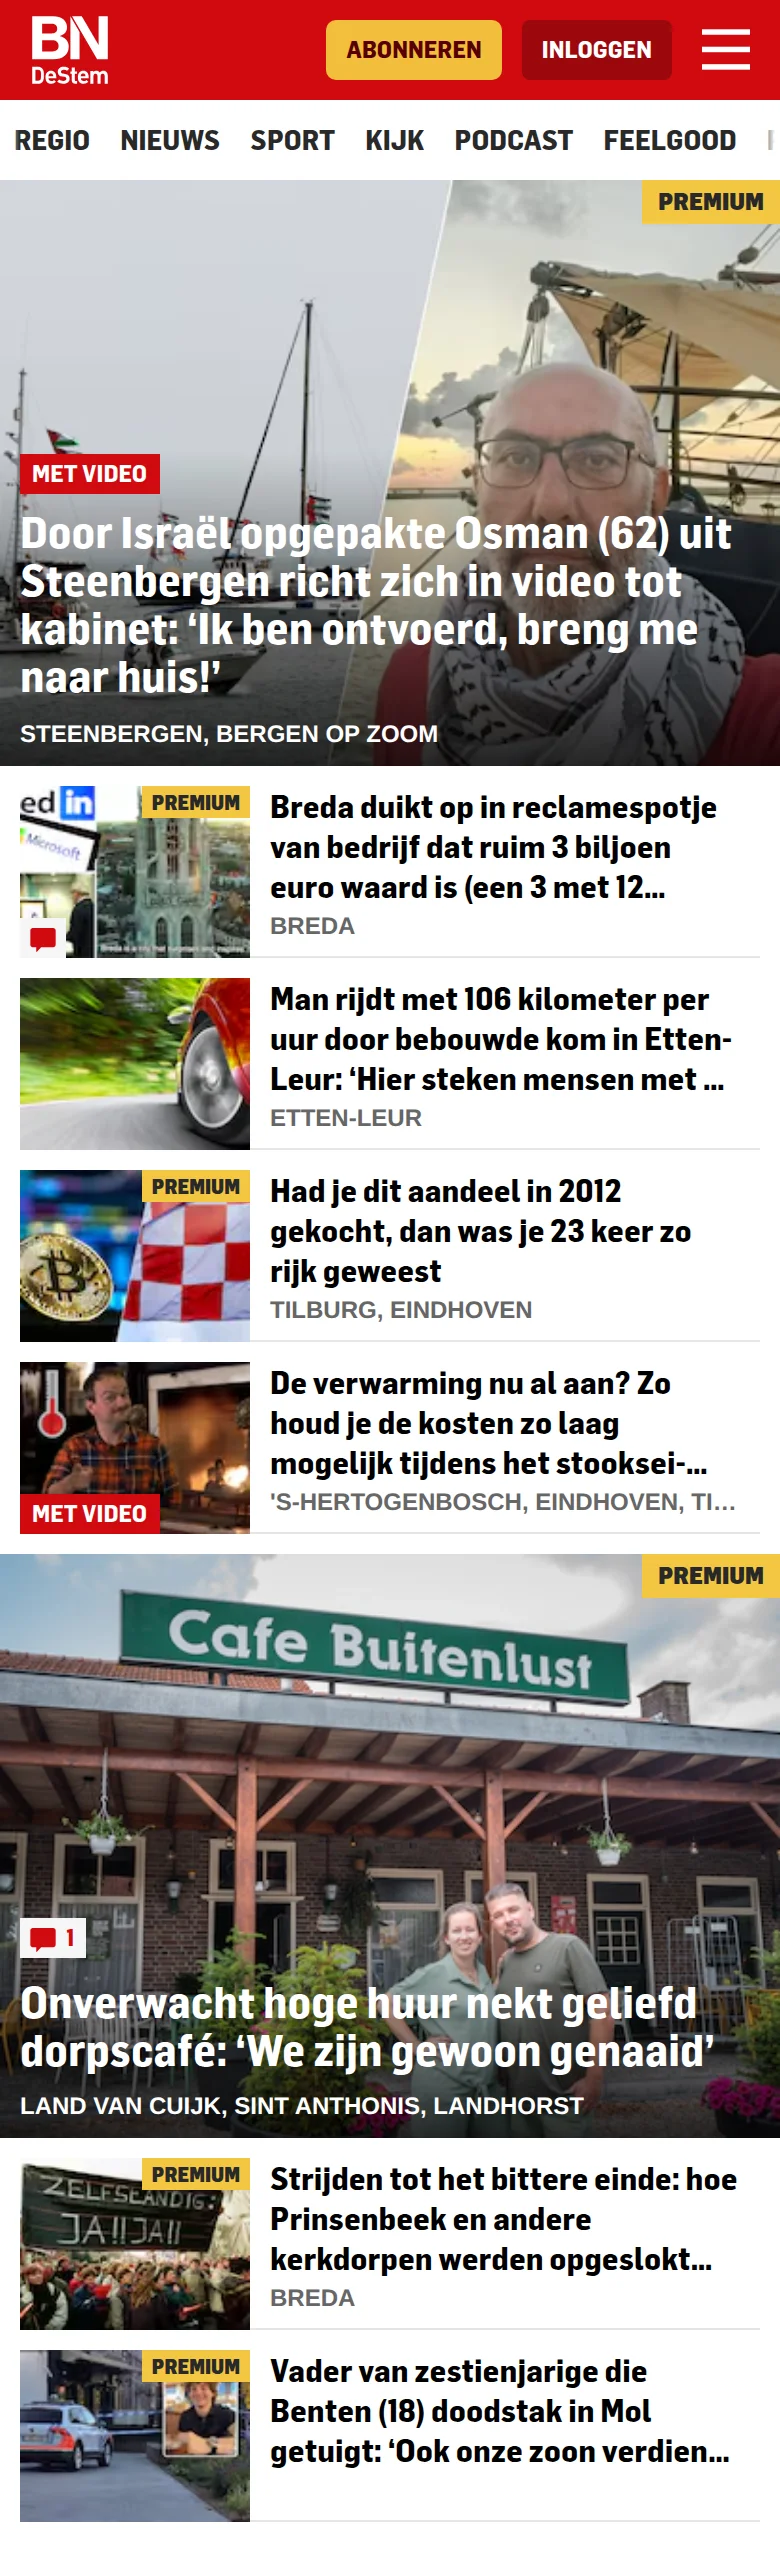 BN
DeStem
ABONNEREN
INLOGGEN
REGIO NIEUWS SPORT KIJK PODCAST FEELGOOD
PREMIUM
MET VIDEO
Door Israël opgepakte Osman (62) uit
Steenbergen richt zich in video tot
kabinet: ‘Ik ben ontvoerd, breng me
naar huis!’
STEENBERGEN, BERGEN OP ZOOM
ed in
Microsoft
PREMIUM
Breda duikt op in reclamespotje
van bedrijf dat ruim 3 biljoen
euro waard is (een 3 met 12...
BREDA
Man rijdt met 106 kilometer per
uur door bebouwde kom in Etten-
Leur: ‘Hier steken mensen met ...
ETTEN-LEUR
PREMIUM
Had je dit aandeel in 2012
gekocht, dan was je 23 keer zo
rijk geweest
TILBURG, EINDHOVEN
MET VIDEO
De verwarming nu al aan? Zo
houd je de kosten zo laag
mogelijk tijdens het stooksei-...
'S-HERTOGENBOSCH, EINDHOVEN, TI...
PREMIUM
Cafe Buitenlust
1
Onverwacht hoge huur nekt geliefd
dorpscafé: ‘We zijn gewoon genaaid’
LAND VAN CUIJK, SINT ANTHONIS, LANDHORST
PREMIUM
ZELFSTANDIG:
JA!!JA!!
Strijden tot het bittere einde: hoe
Prinsenbeek en andere
kerkdorpen werden opgeslokt...
BREDA
PREMIUM
Vader van zestienjarige die
Benten (18) doodstak in Mol
getuigt: ‘Ook onze zoon verdien...